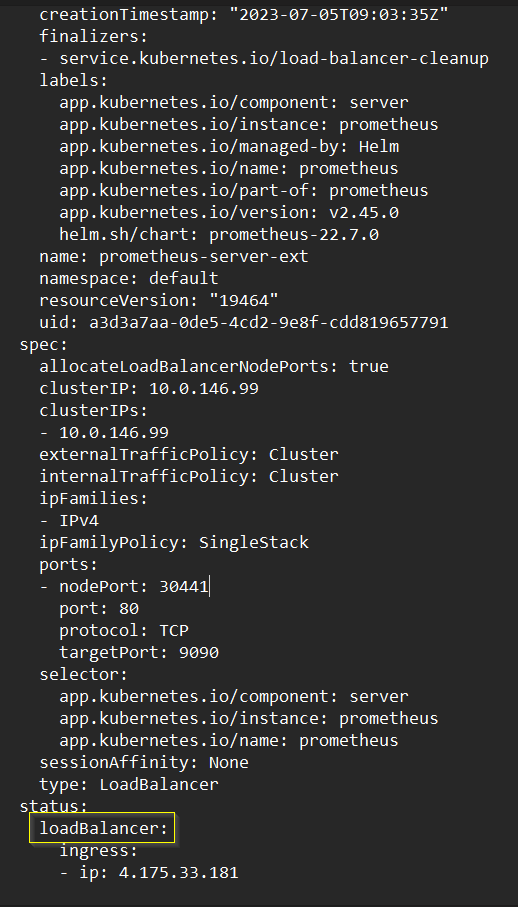 creationTimestamp: "2023-07-05T09:03:35Z"
finalizers:
- service.kubernetes.io/load-balancer-cleanup
labels:
app.kubernetes.io/component: server
app.kubernetes.io/instance: prometheus
app.kubernetes.io/managed-by: Helm
app.kubernetes.io/name: prometheus
app.kubernetes.io/part-of: prometheus
app.kubernetes.io/version: v2.45.0
helm.sh/chart: prometheus-22.7.0
name: prometheus-server-ext
namespace: default
resourceVersion: "19464"
uid: a3d3a7aa-0de5-4cd2-9e8f-cdd819657791
spec:
allocateLoadBalancerNodePorts: true
clusterIP: 10.0.146.99
clusterIPs:
- 10.0.146.99
externalTrafficPolicy: Cluster
internalTrafficPolicy: Cluster
ipFamilies:
- IPv4
ipFamilyPolicy: SingleStack
ports:
- nodePort: 30441
port: 80
protocol: TCP
targetPort: 9090
selector:
app.kubernetes.io/component: server
app.kubernetes.io/instance: prometheus
app.kubernetes.io/name: prometheus
sessionAffinity: None
type: LoadBalancer
status:
loadBalancer:
ingress:
- ip: 4.175.33.181